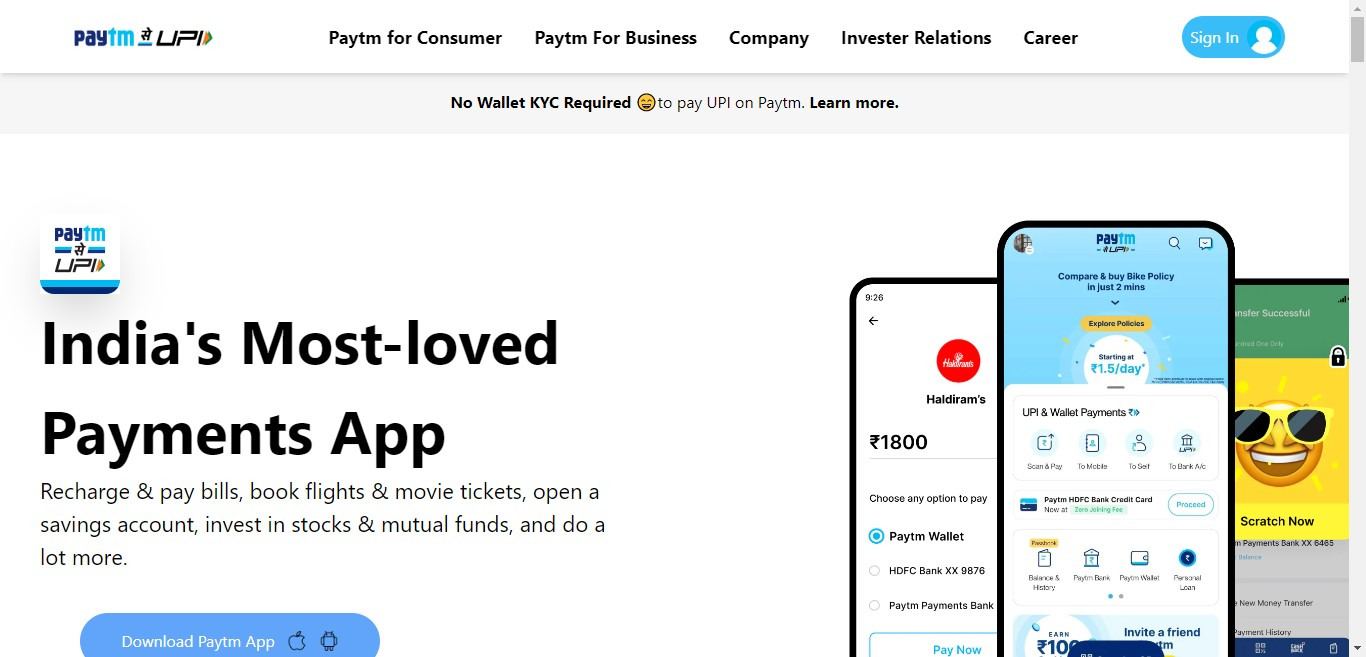 Paytm से UPI
Paytm for Consumer
Paytm For Business
Company
Invester Relations
Career
Sign In
No Wallet KYC Required 😄to pay UPI on Paytm. Learn more.
paytm
से
UPI
India's Most-loved
Payments App
Recharge & pay bills, book flights & movie tickets, open a
savings account, invest in stocks & mutual funds, and do a
lot more.
Download Paytm App
9:26
Haldiram's
Haldiram's
₹1800
Choose any option to pay
Paytm Wallet
HDFC Bank XX 9876
Paytm Payments Bank
Pay Now
paytm
से UPI
Compare & buy Bike Policy
in just 2 mins
Explore Policies
Starting at
₹1.5/day*
UPI & Wallet Payments
Scan & Pay
To Mobile
To Self
To Bank A/c
Paytm HDFC Bank Credit Card
Now at Zero Joining Fee
Proceed
Passbook
Balance &
History
Paytm Bank
Paytm Wallet
Personal
Loan
EARN
₹100
Invite a friend
nsfer Successful
ndred One Only
Scratch Now
m Payments Bank XX 6465
Balance
e New Money Transfer
Payment History